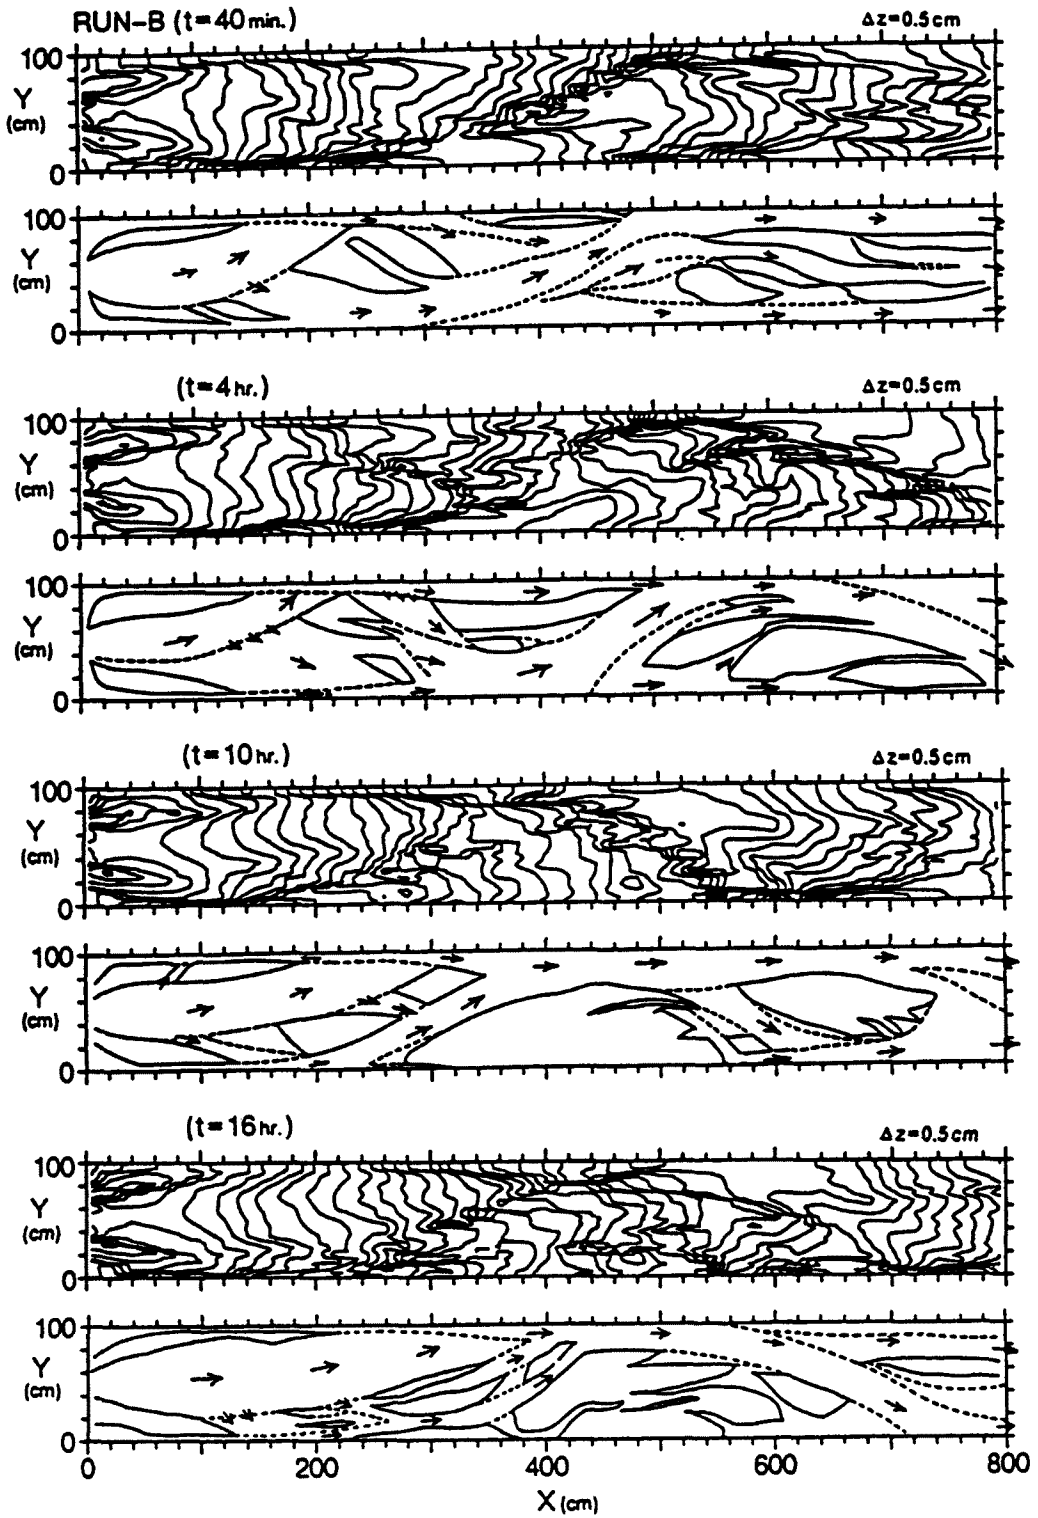 RUN-B (t=40 min.) Δz=0.5cm
100
Y
(cm)
0
100
Y
(cm)
0
(t=4 hr.) Δz=0.5cm
100
Y
(cm)
0
100
Y
(cm)
0
(t=10 hr.) Δz=0.5cm
100
Y
(cm)
0
100
Y
(cm)
0
(t=16 hr.) Δz=0.5cm
100
Y
(cm)
0
100
Y
(cm)
0
0 200 400 600 800
X (cm)